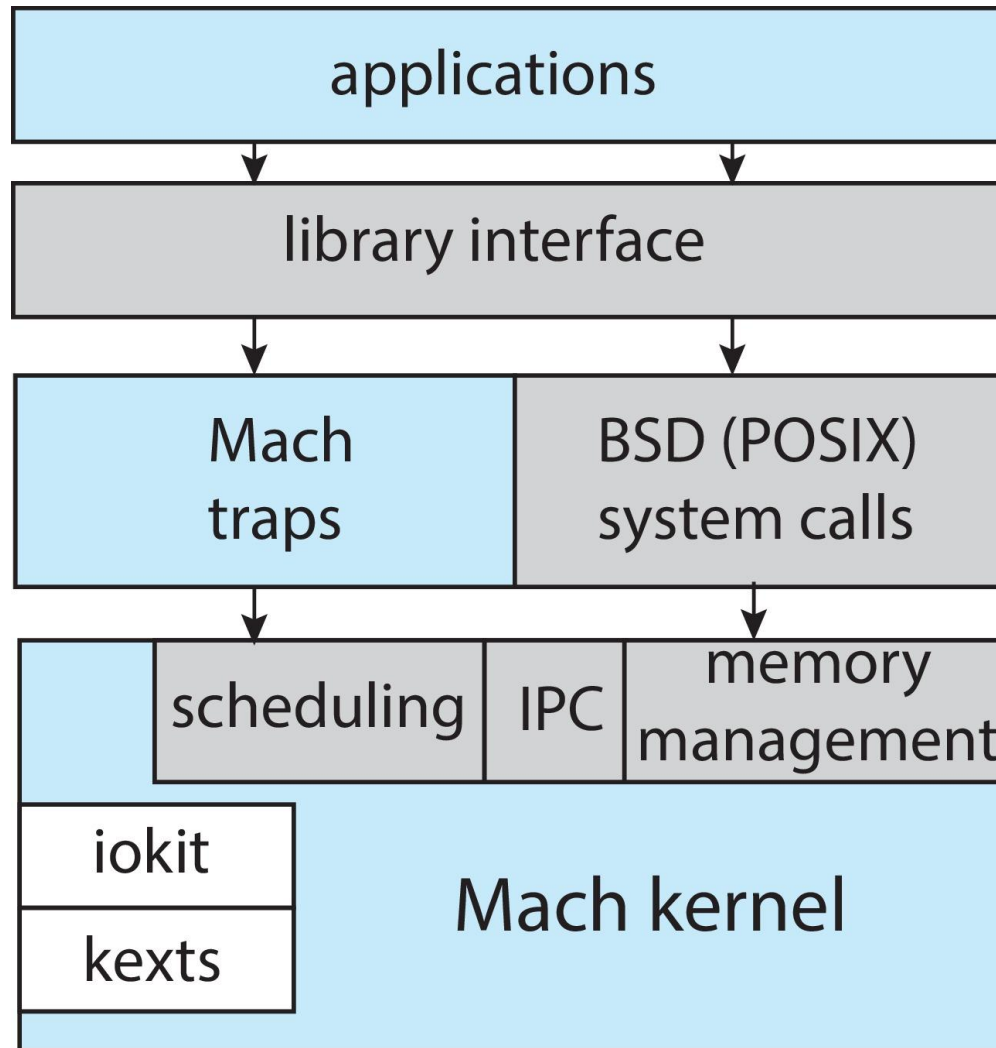 applications
library interface
Mach
traps
BSD (POSIX)
system calls
scheduling
IPC
memory
management
iokit
kexts
Mach kernel